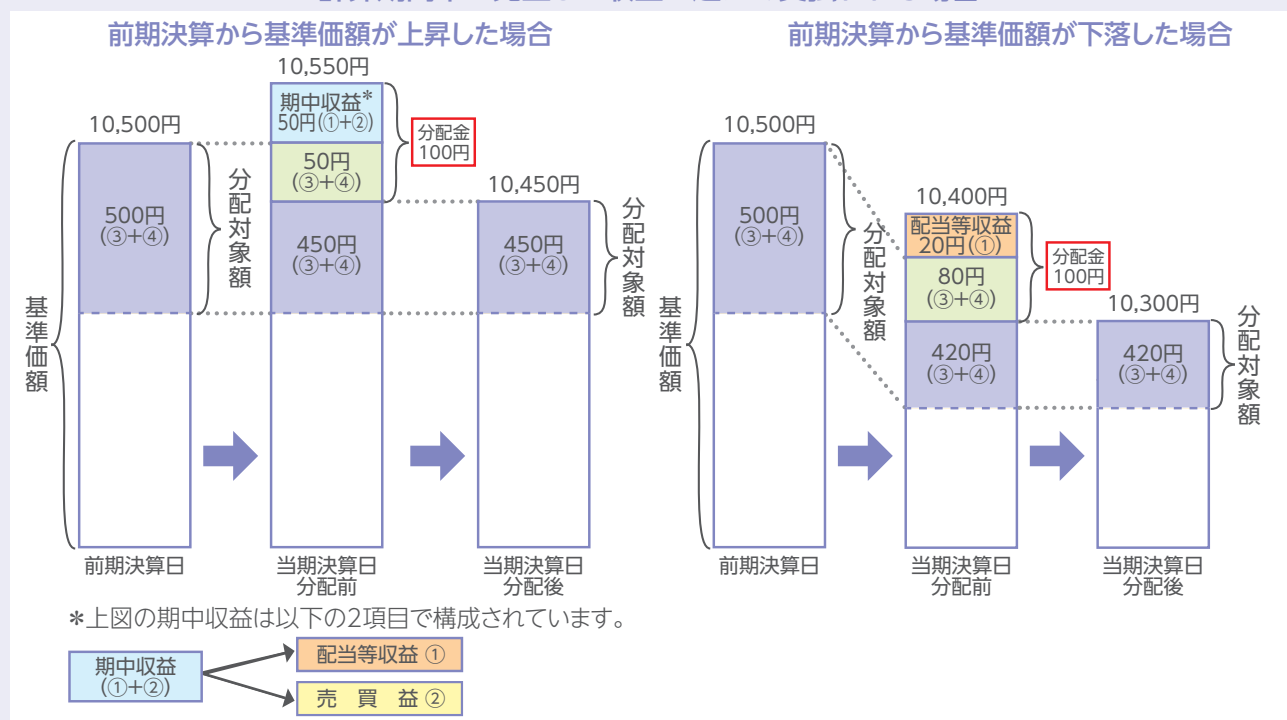 前期決算から基準価額が上昇した場合
10,500円
500円
(③+④)
分配対象額
基準価額
10,550円
期中収益*
50円(①+②)
50円
(③+④)
450円
(③+④)
分配金
100円
10,450円
450円
(③+④)
分配対象額
前期決算日
当期決算日
分配前
当期決算日
分配後
前期決算から基準価額が下落した場合
10,500円
500円
(③+④)
分配対象額
基準価額
10,400円
配当等収益
20円(①)
80円
(③+④)
420円
(③+④)
分配金
100円
10,300円
420円
(③+④)
分配対象額
前期決算日
当期決算日
分配前
当期決算日
分配後
*上図の期中収益は以下の2項目で構成されています。
期中収益
(①+②)
配当等収益 ①
売 買 益 ②